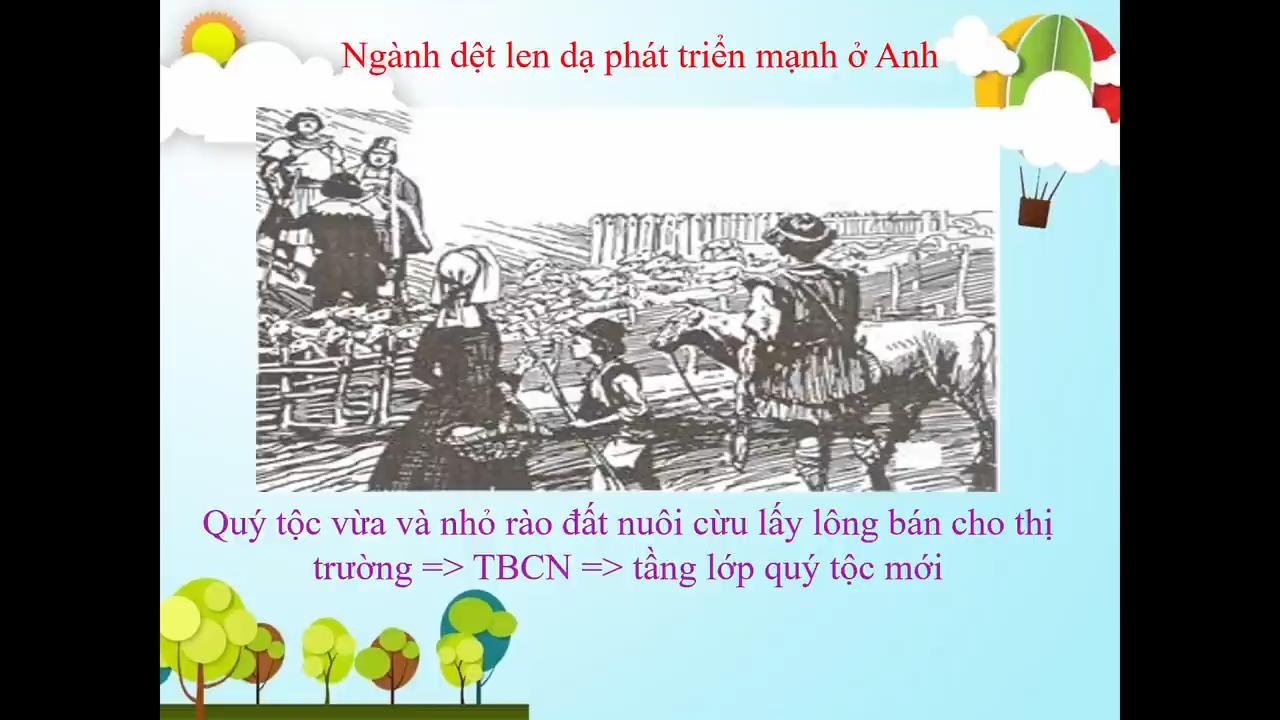 Ngành dệt len dạ phát triển mạnh ở Anh
Quý tộc vừa và nhỏ rào đất nuôi cừu lấy lông bán cho thị
trường => TBCN => tầng lớp quý tộc mới